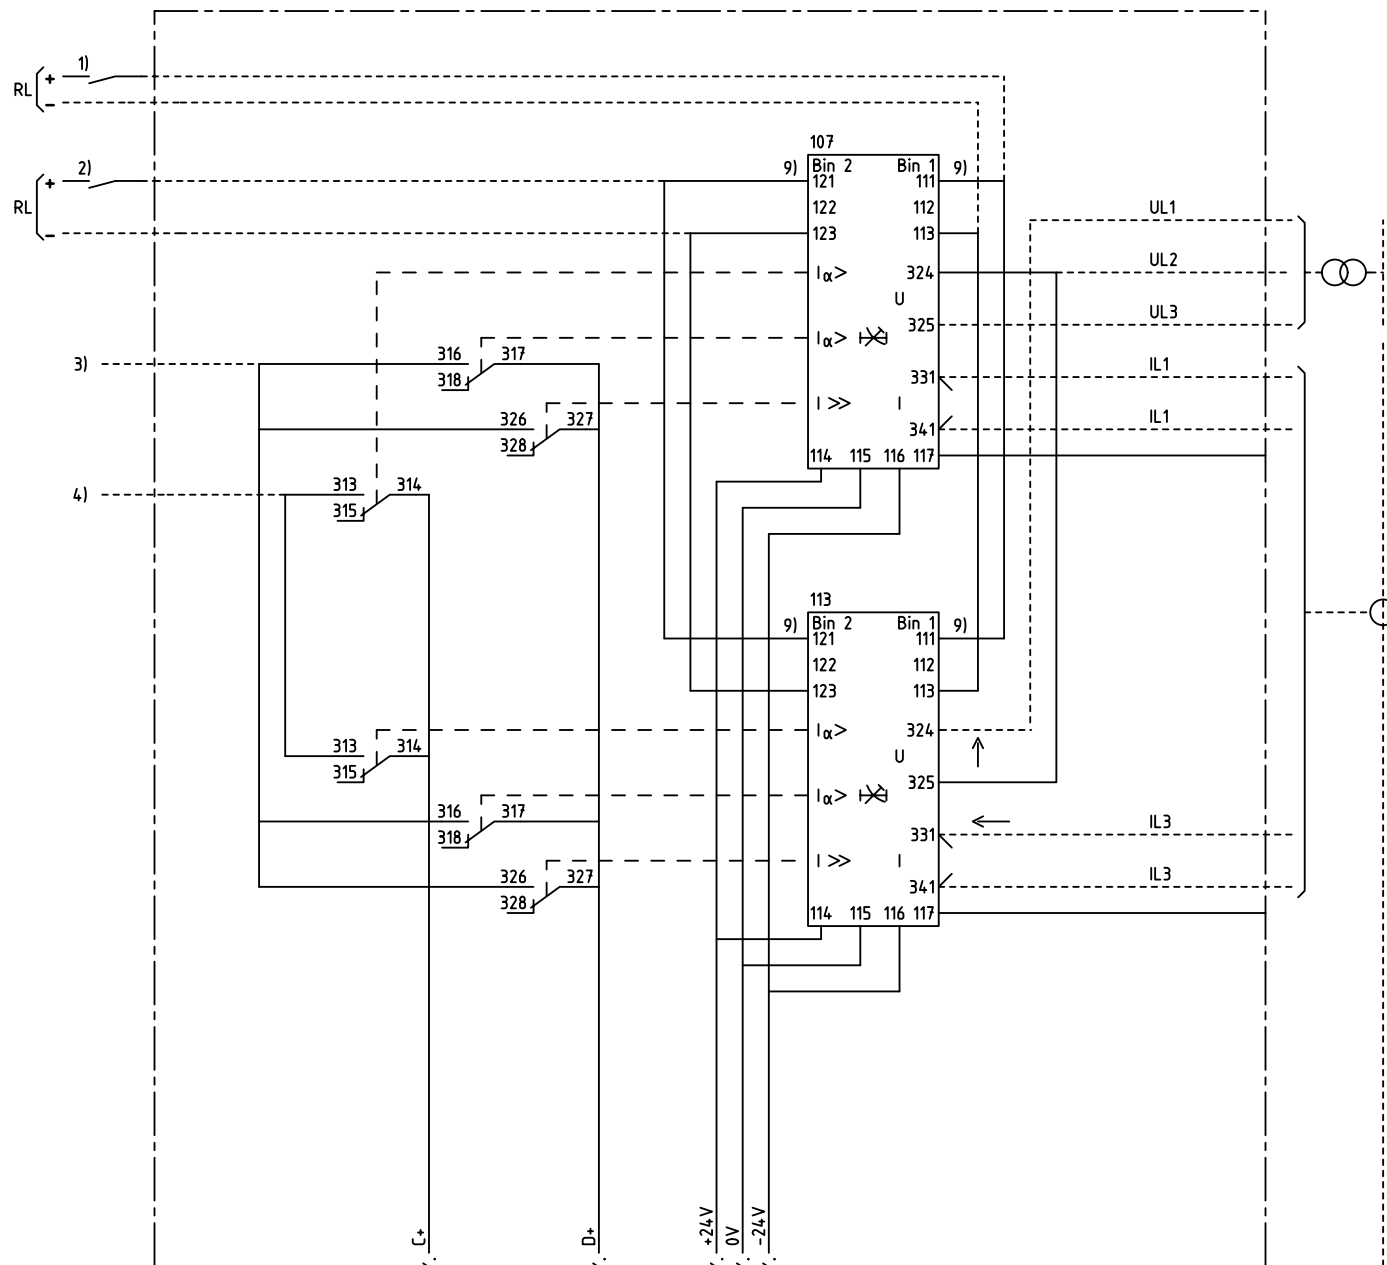 1)
RL + -
107
2)
9) Bin 2 Bin 1 9)
121 111
RL + -
122 112
UL1
123 113
Iα> 324 UL2
U
325 UL3
Iα>
3) 316 317
318 331 IL1
I >> I
326 327 341 IL1
328 114 115 116 117
4) 313 314
315
113
9) Bin 2 Bin 1 9)
121 111
122 112
123 113
Iα> 324
313 314 U
315 325
Iα>
316 317 IL3
318 331
I >> I
326 327 341 IL3
328 114 115 116 117
C+ D+ +24V 0V -24V